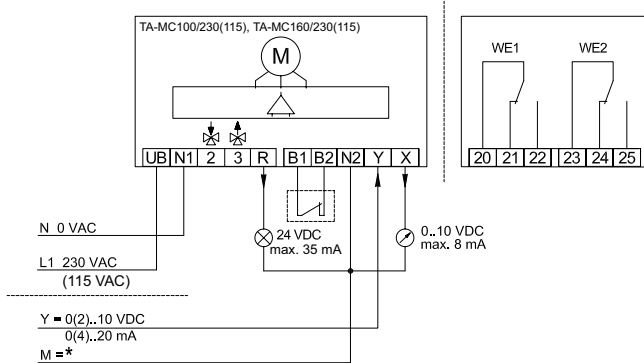 TA-MC100/230(115), TA-MC160/230(115)
M
UB N1 2 3 R B1 B2 N2 Y X
WE1 WE2
20 21 22 23 24 25
24 VDC
max. 35 mA
0..10 VDC
max. 8 mA
N 0 VAC
L1 230 VAC
(115 VAC)
Y = 0(2)..10 VDC
0(4)..20 mA
M =*